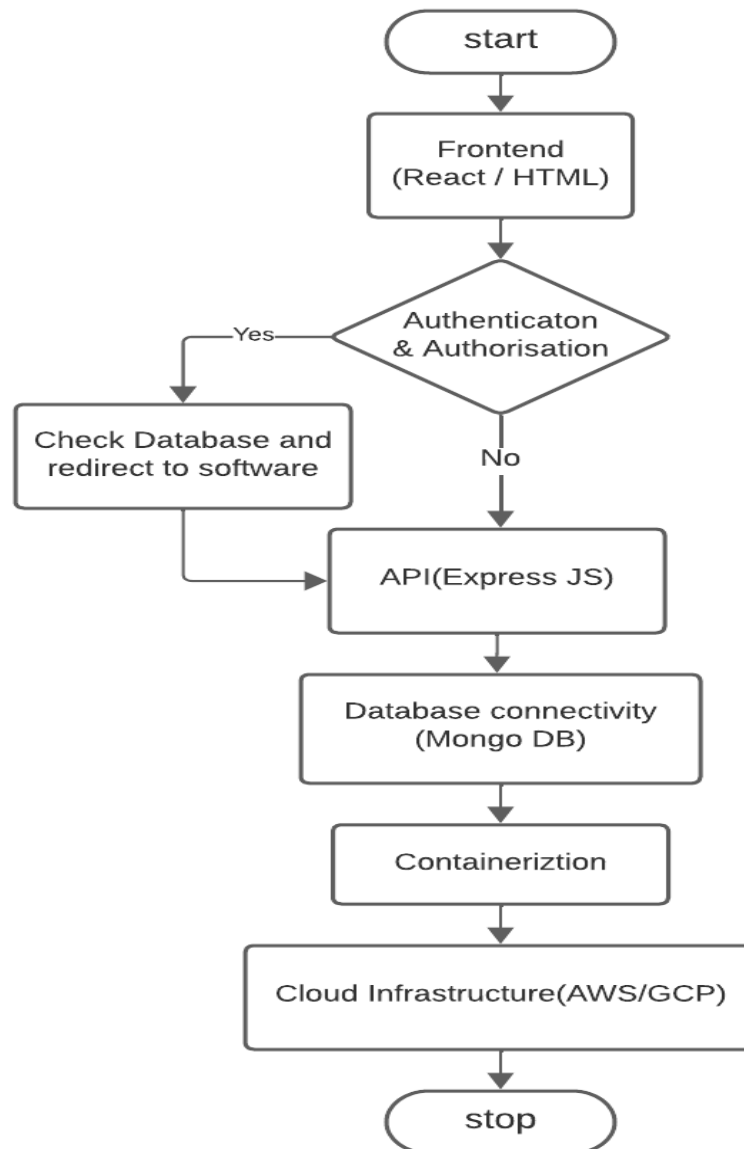 start
Frontend
(React / HTML)
Authenticaton
& Authorisation
Yes
Check Database and
redirect to software
No
API(Express JS)
Database connectivity
(Mongo DB)
Containeriztion
Cloud Infrastructure(AWS/GCP)
stop